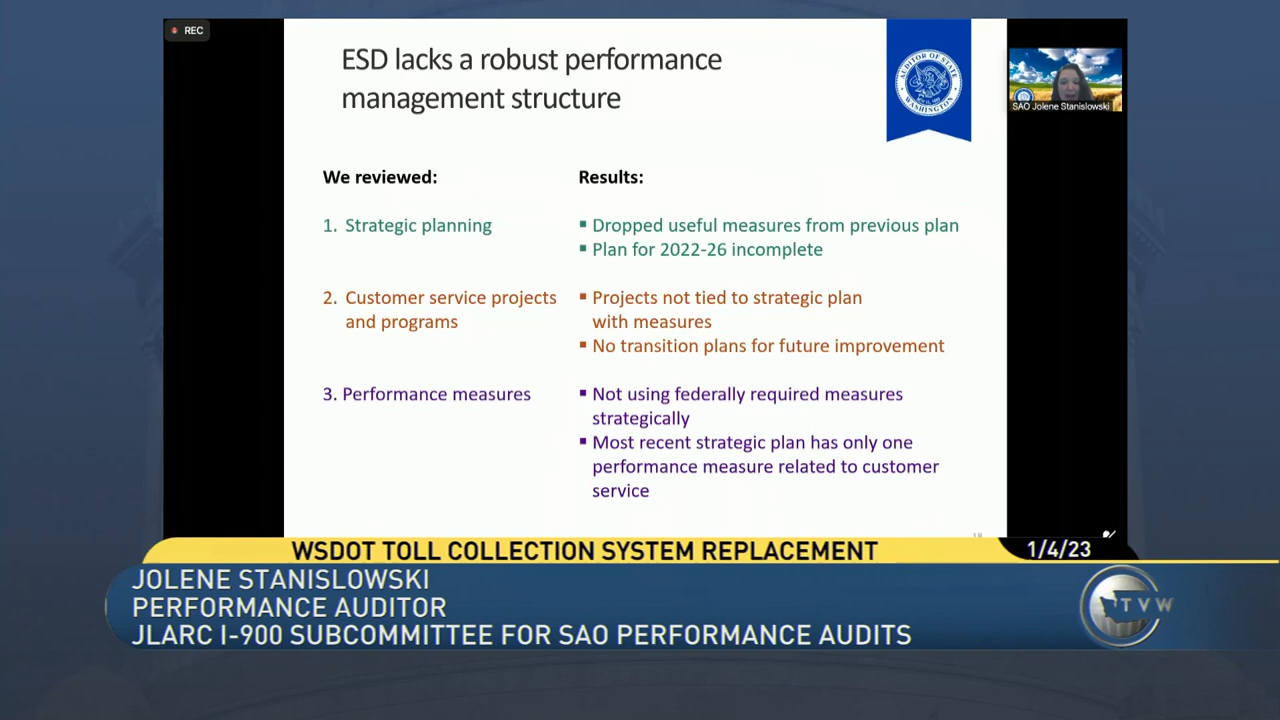 REC
ESD lacks a robust performance
management structure
AUDITOR OF STATE
WASHINGTON
SAO Jolene Stanislowski
We reviewed:
Results:
1. Strategic planning
▪ Dropped useful measures from previous plan
▪ Plan for 2022-26 incomplete
2. Customer service projects
and programs
▪ Projects not tied to strategic plan
with measures
▪ No transition plans for future improvement
3. Performance measures
▪ Not using federally required measures
strategically
▪ Most recent strategic plan has only one
performance measure related to customer
service
WSDOT TOLL COLLECTION SYSTEM REPLACEMENT
1/4/23
JOLENE STANISLOWSKI
PERFORMANCE AUDITOR
JLARC I-900 SUBCOMMITTEE FOR SAO PERFORMANCE AUDITS
TVW